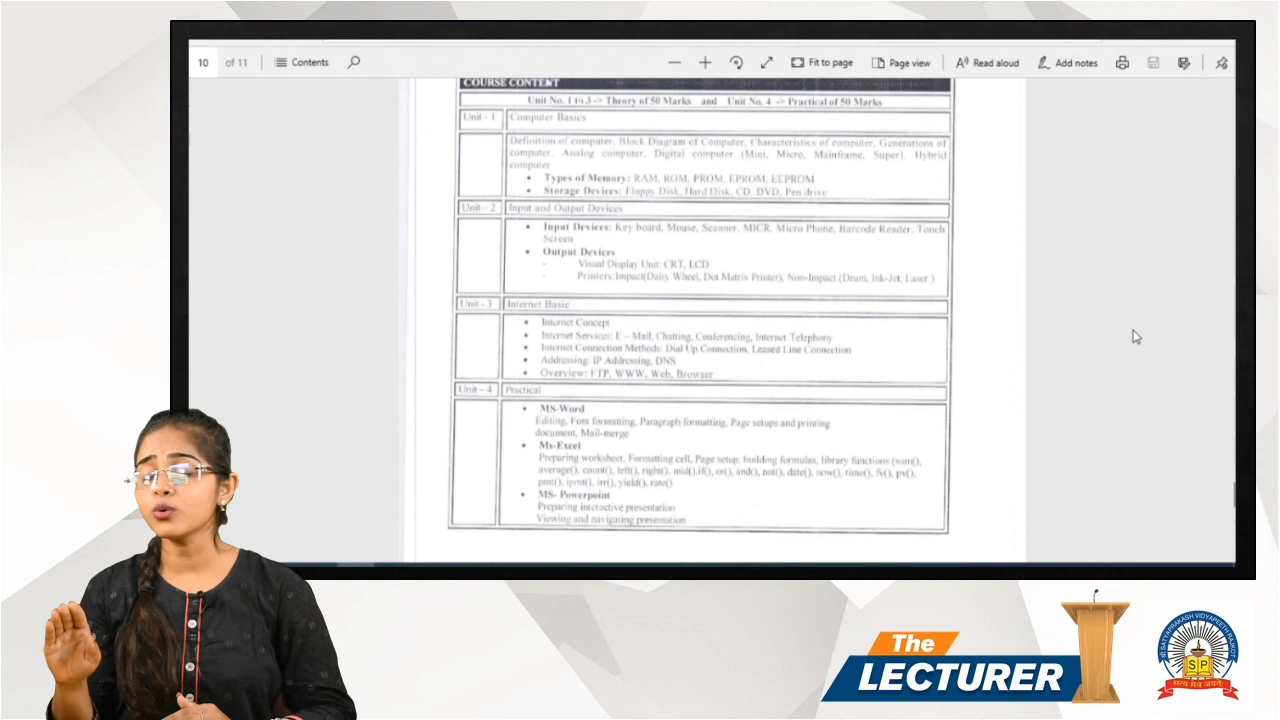 10 of 11 Contents Fit to page Page view Read aloud Add notes
COURSE CONTENT
Unit No. 1 to 3 -> Theory of 50 Marks and Unit No. 4 -> Practical of 50 Marks
Unit - 1 Computer Basics
Definition of computer, Block Diagram of Computer, Characteristics of computer, Generations of
computer, Analog computer, Digital computer (Mini, Micro, Mainframe, Super), Hybrid
computer
• Types of Memory: RAM, ROM, PROM, EPROM, EEPROM
• Storage Devices: Floppy Disk, Hard Disk, CD, DVD, Pen drive
Unit - 2 Input and Output Devices
• Input Devices: Key board, Mouse, Scanner, MICR, Micro Phone, Barcode Reader, Touch
Screen
• Output Devices
- Visual Display Unit: CRT, LCD
- Printers: Impact(Daisy Wheel, Dot Matrix Printer), Non-Impact (Drum, Ink-Jet, Laser )
Unit - 3 Internet Basic
• Internet Concept
• Internet Services: E – Mail, Chatting, Conferencing, Internet Telephony
• Internet Connection Methods: Dial Up Connection, Leased Line Connection
• Addressing: IP Addressing, DNS
• Overview: FTP, WWW, Web, Browser
Unit – 4 Practical
• MS-Word
Editing, Font formatting, Paragraph formatting, Page setups and printing
document, Mail-merge
• Ms-Excel
Preparing worksheet, Formatting cell, Page setup, building formulas, library functions (sum(),
average(), count(), left(), right(), mid(),if(), or(), and(), not(), date(), now(), time(), fv(), pv(),
pmt(), ipmt(), irr(), yield(), rate()
• MS- Powerpoint
Preparing interactive presentation
Viewing and navigating presentation
The
LECTURER
SATYAPRAKASH VIDYAPEETH RAJKOT
SP
सत्य मेव जयते